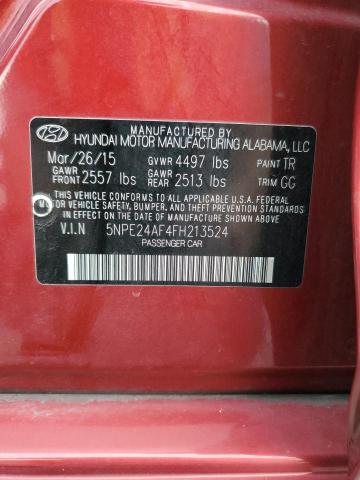 MANUFACTURED BY
HYUNDAI MOTOR MANUFACTURING ALABAMA, LLC
Mar/26/15 GVWR 4497 lbs PAINT TR
GAWR FRONT 2557 lbs GAWR REAR 2513 lbs TRIM GG
THIS VEHICLE CONFORMS TO ALL APPLICABLE U.S.A. FEDERAL
MOTOR VEHICLE SAFETY, BUMPER, AND THEFT PREVENTION
STANDARDS IN EFFECT ON THE DATE OF MANUFACTURE SHOWN ABOVE.
V.I.N 5NPE24AF4FH213524
PASSENGER CAR